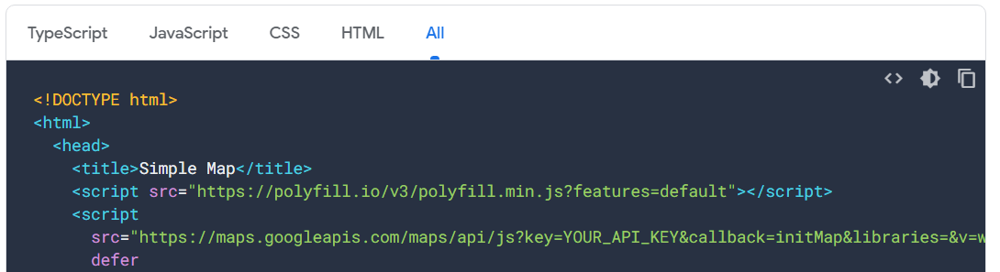 TypeScript JavaScript CSS HTML All
<!DOCTYPE html>
<html>
<head>
<title>Simple Map</title>
<script src="https://polyfill.io/v3/polyfill.min.js?features=default"></script>
<script
src="https://maps.googleapis.com/maps/api/js?key=YOUR_API_KEY&callback=initMap&libraries=&v=w
defer